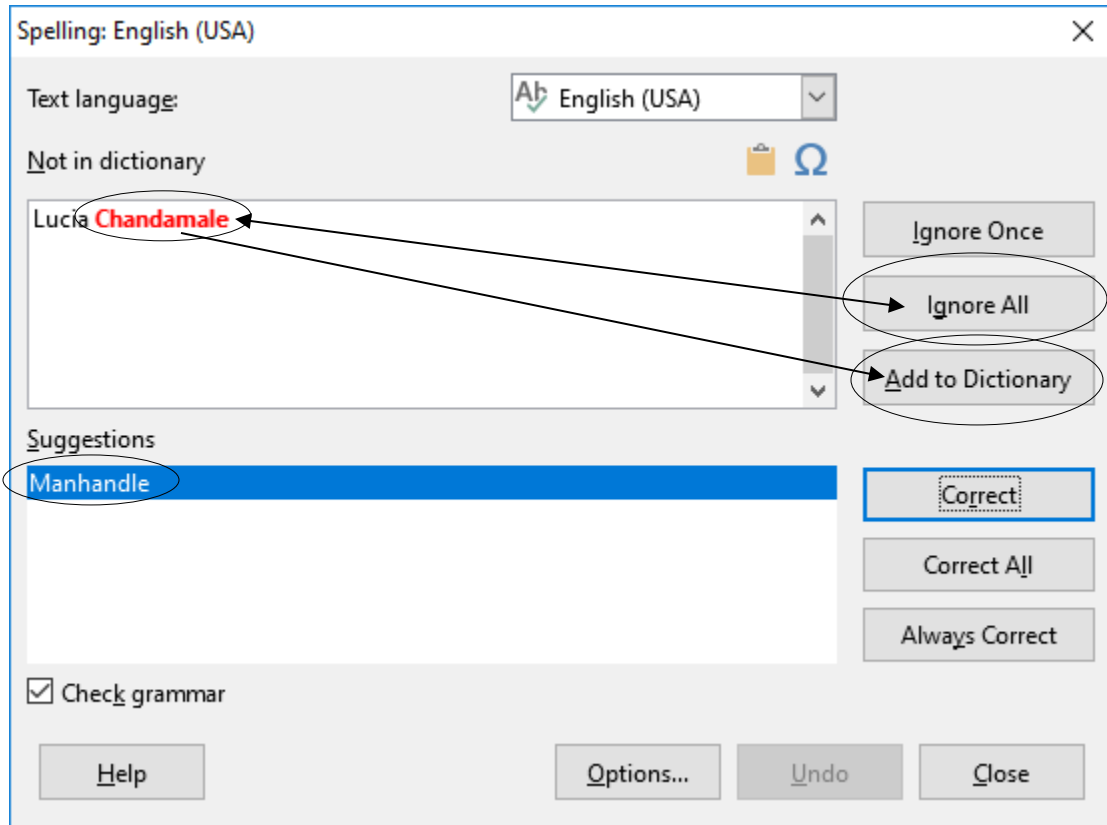 Spelling: English (USA)
Text language:
English (USA)
Not in dictionary
Lucia Chandamale
Ignore Once
Ignore All
Add to Dictionary
Suggestions
Manhandle
Correct
Correct All
Always Correct
Check grammar
Help
Options...
Undo
Close